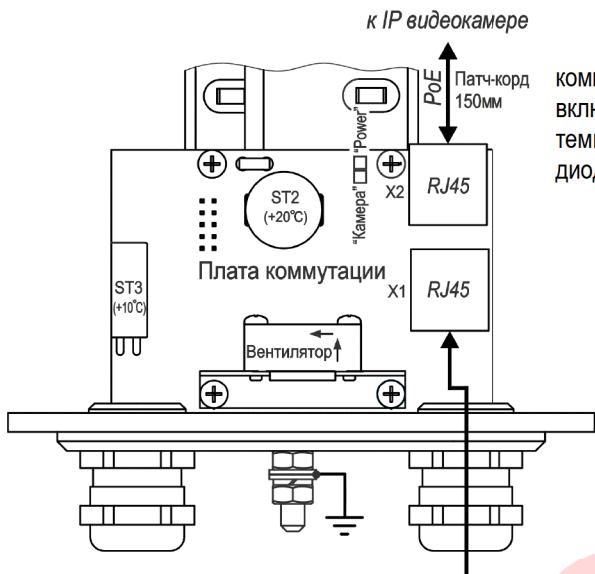 к IP видеокамере
PoE
Патч-корд
150мм
"Камера"
"Power"
X2
RJ45
ST2
(+20°C)
Плата коммутации
ST3
(+10°C)
X1
RJ45
Вентилятор